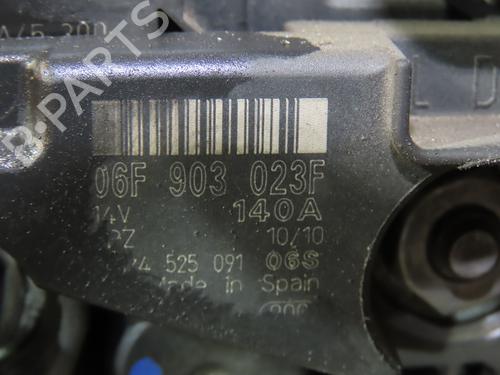 B-PARTS
06F 903 023F
14V 140A
10/10
525 091 06S
Made in Spain
L D